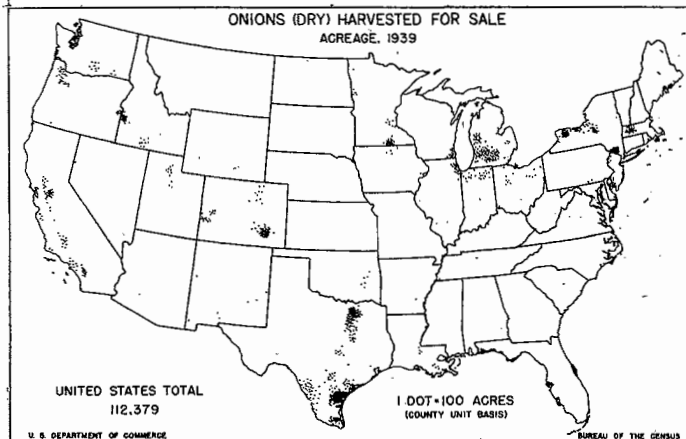 ONIONS (DRY) HARVESTED FOR SALE
ACREAGE, 1939
UNITED STATES TOTAL
112,379
1 DOT=100 ACRES
(COUNTY UNIT BASIS)
U. S. DEPARTMENT OF COMMERCE
BUREAU OF THE CENSUS